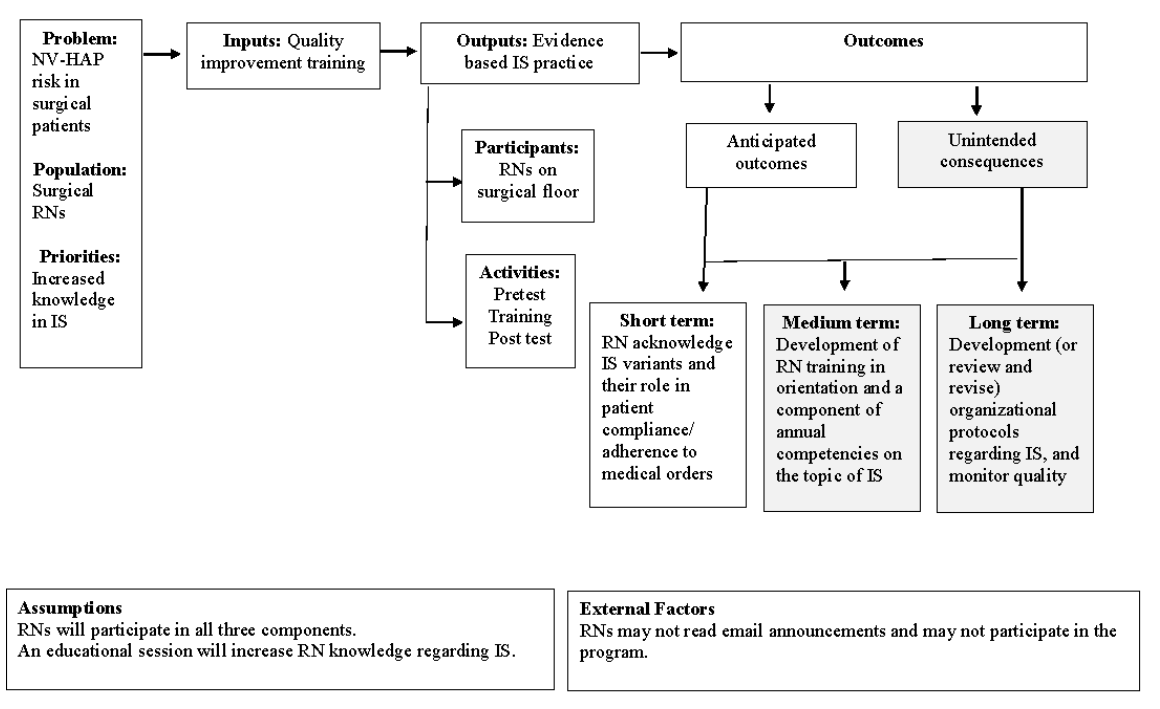 Problem:
NV-HAP
risk in
surgical
patients
Population:
Surgical
RNs
Priorities:
Increased
knowledge
in IS
Inputs: Quality
improvement training
Outputs: Evidence
based IS practice
Participants:
RNs on
surgical floor
Activities:
Pretest
Training
Post test
Outcomes
Anticipated
outcomes
Unintended
consequences
Short term:
RN acknowledge
IS variants and
their role in
patient
compliance/
adherence to
medical orders
Medium term:
Development of
RN training in
orientation and a
component of
annual
competencies on
the topic of IS
Long term:
Development (or
review and
revise)
organizational
protocols
regarding IS, and
monitor quality
Assumptions
RNs will participate in all three components.
An educational session will increase RN knowledge regarding IS.
External Factors
RNs may not read email announcements and may not participate in the
program.